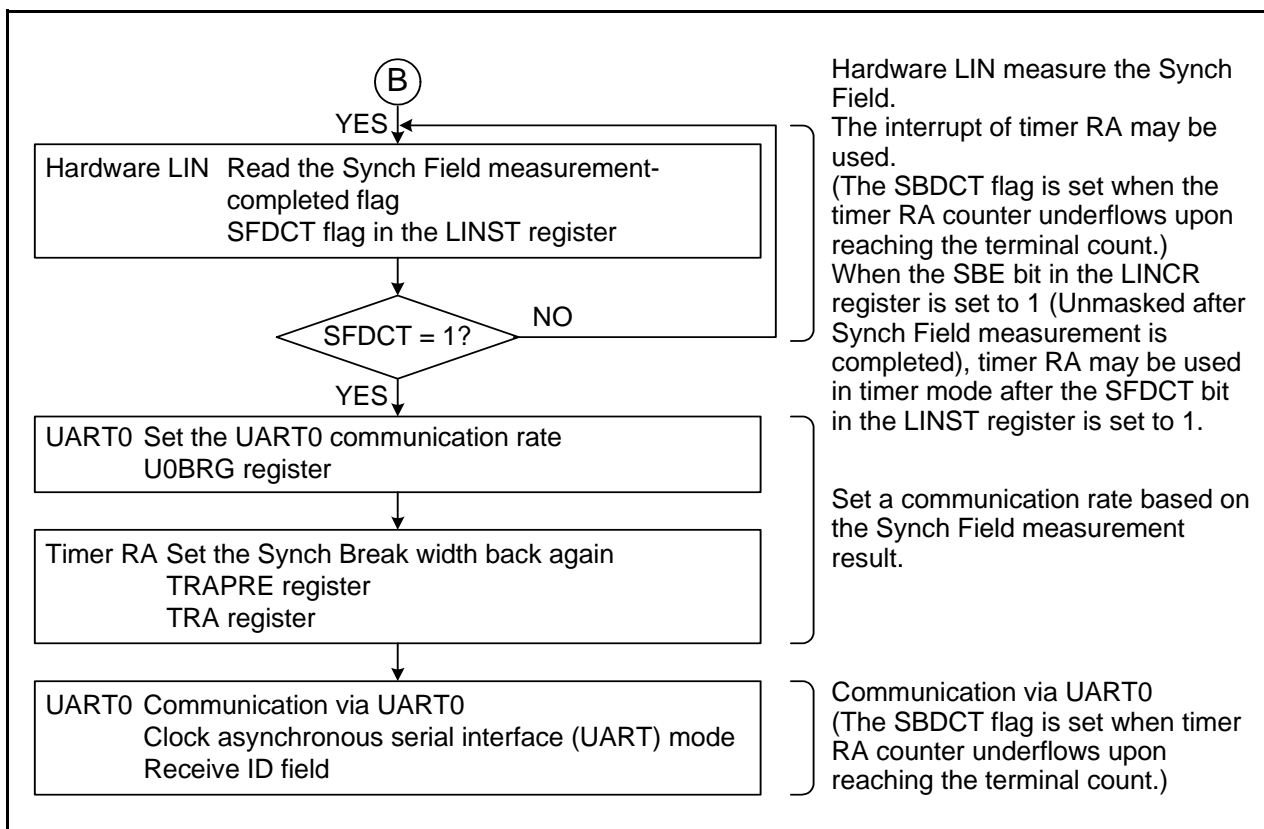 B
YES
Hardware LIN Read the Synch Field measurement-
completed flag
SFDCT flag in the LINST register
SFDCT = 1?
NO
YES
UART0 Set the UART0 communication rate
U0BRG register
Timer RA Set the Synch Break width back again
TRAPRE register
TRA register
UART0 Communication via UART0
Clock asynchronous serial interface (UART) mode
Receive ID field
Hardware LIN measure the Synch
Field.
The interrupt of timer RA may be
used.
(The SBDCT flag is set when the
timer RA counter underflows upon
reaching the terminal count.)
When the SBE bit in the LINCR
register is set to 1 (Unmasked after
Synch Field measurement is
completed), timer RA may be used
in timer mode after the SFDCT bit
in the LINST register is set to 1.
Set a communication rate based on
the Synch Field measurement
result.
Communication via UART0
(The SBDCT flag is set when timer
RA counter underflows upon
reaching the terminal count.)